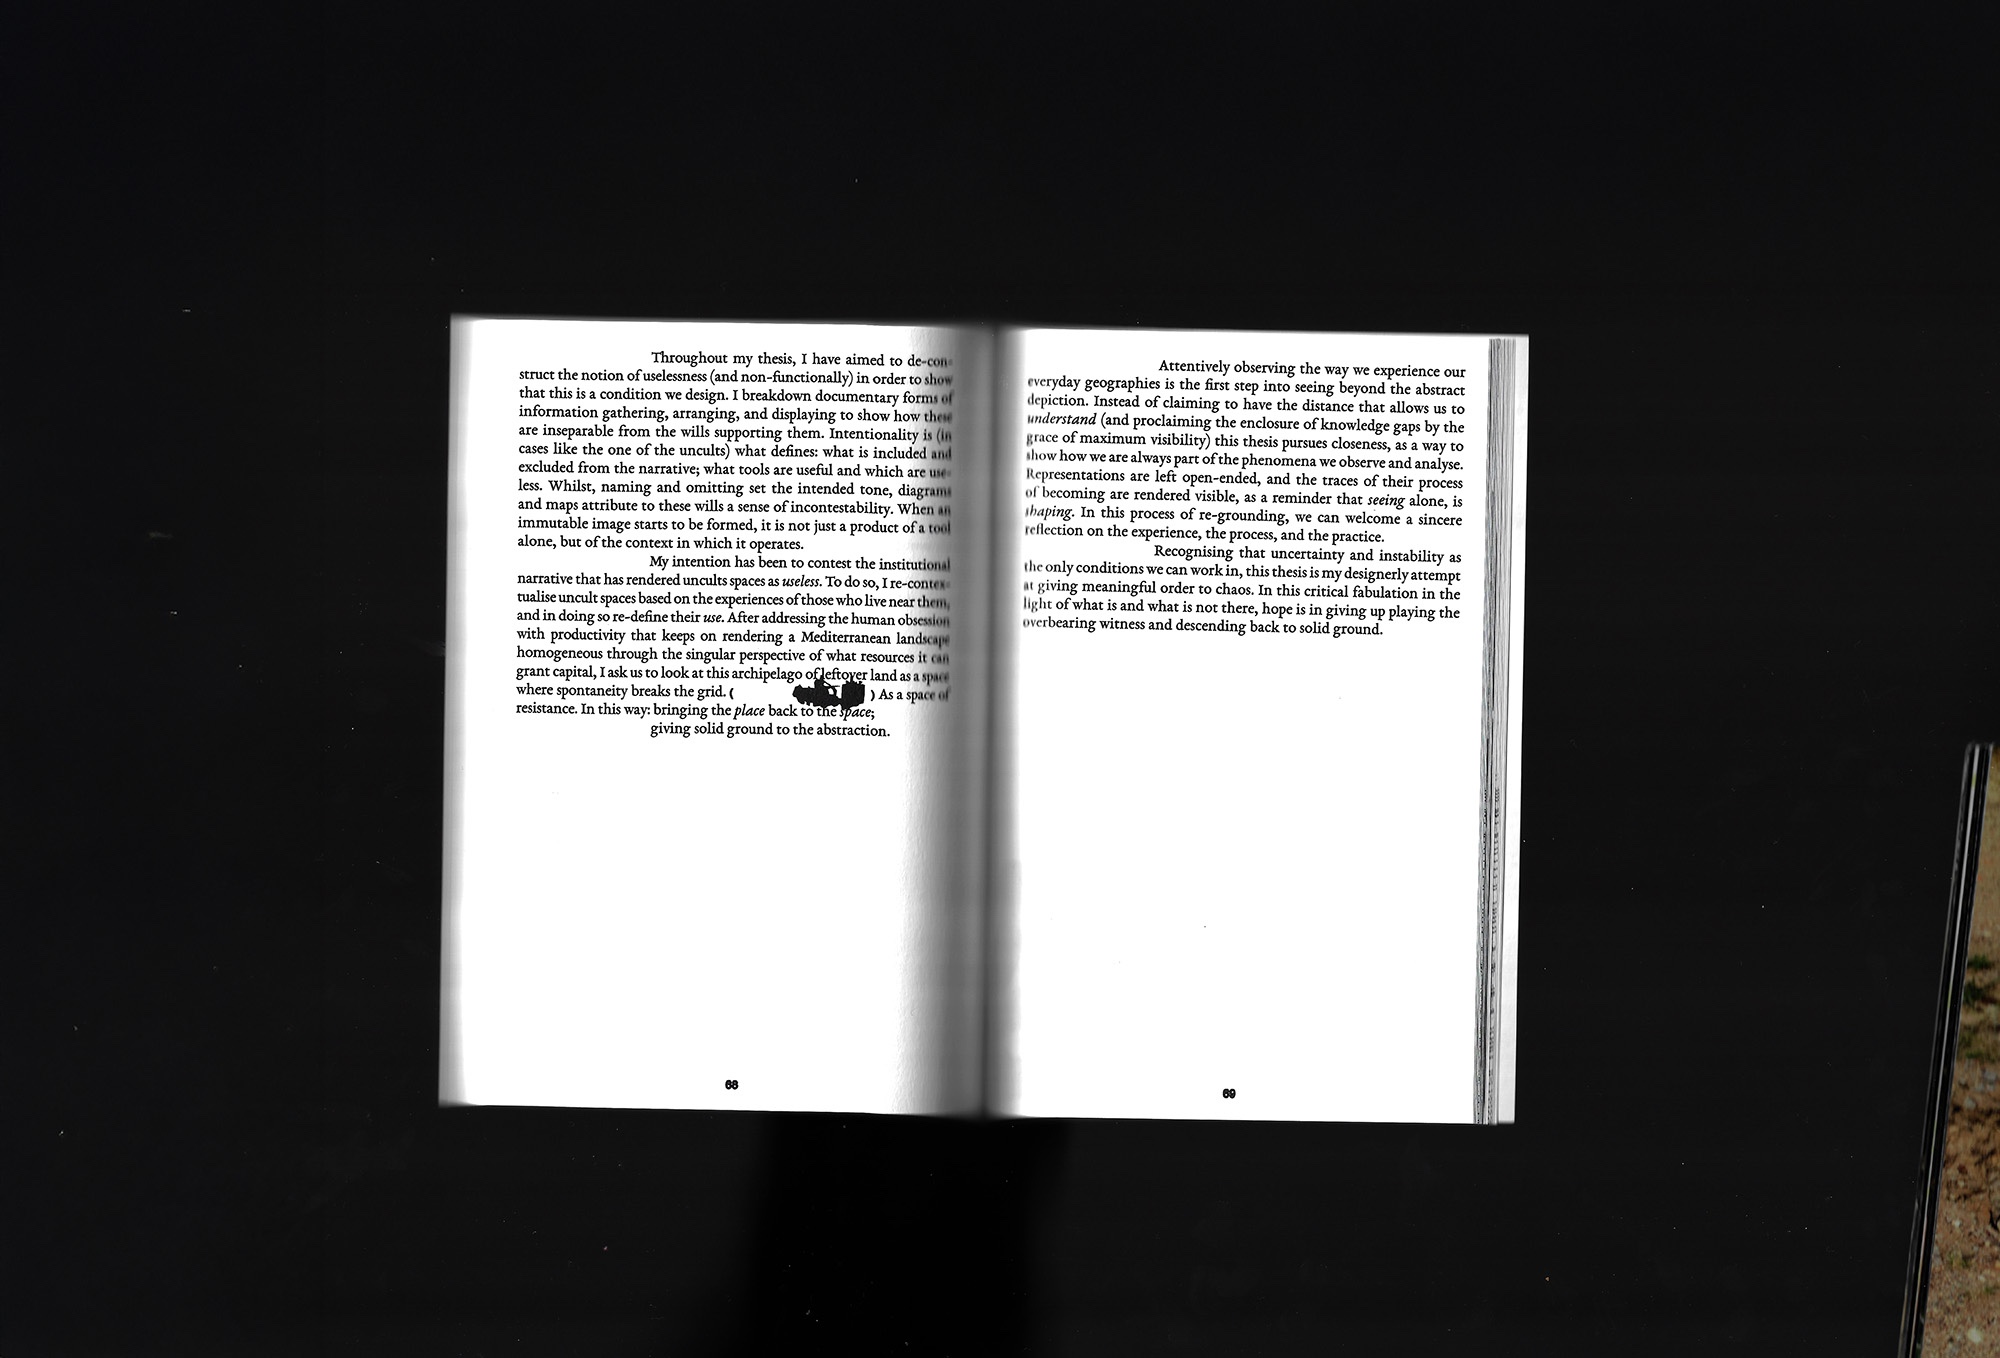 Throughout my thesis, I have aimed to de-con-
struct the notion of uselessness (and non-functionally) in order to show
that this is a condition we design. I breakdown documentary forms of
information gathering, arranging, and displaying to show how these
are inseparable from the wills supporting them. Intentionality is (in
cases like the one of the uncults) what defines: what is included and
excluded from the narrative; what tools are useful and which are use-
less. Whilst, naming and omitting set the intended tone, diagrams
and maps attribute to these wills a sense of incontestability. When an
immutable image starts to be formed, it is not just a product of a tool
alone, but of the context in which it operates.
My intention has been to contest the institutional
narrative that has rendered uncults spaces as useless. To do so, I re-contex-
tualise uncult spaces based on the experiences of those who live near them,
and in doing so re-define their use. After addressing the human obsession
with productivity that keeps on rendering a Mediterranean landscape
homogeneous through the singular perspective of what resources it can
grant capital, I ask us to look at this archipelago of leftover land as a space
where spontaneity breaks the grid. ( ) As a space of
resistance. In this way: bringing the place back to the space;
giving solid ground to the abstraction.
68
Attentively observing the way we experience our
everyday geographies is the first step into seeing beyond the abstract
depiction. Instead of claiming to have the distance that allows us to
understand (and proclaiming the enclosure of knowledge gaps by the
grace of maximum visibility) this thesis pursues closeness, as a way to
show how we are always part of the phenomena we observe and analyse.
Representations are left open-ended, and the traces of their process
of becoming are rendered visible, as a reminder that seeing alone, is
shaping. In this process of re-grounding, we can welcome a sincere
reflection on the experience, the process, and the practice.
Recognising that uncertainty and instability as
the only conditions we can work in, this thesis is my designerly attempt
at giving meaningful order to chaos. In this critical fabulation in the
light of what is and what is not there, hope is in giving up playing the
overbearing witness and descending back to solid ground.
69